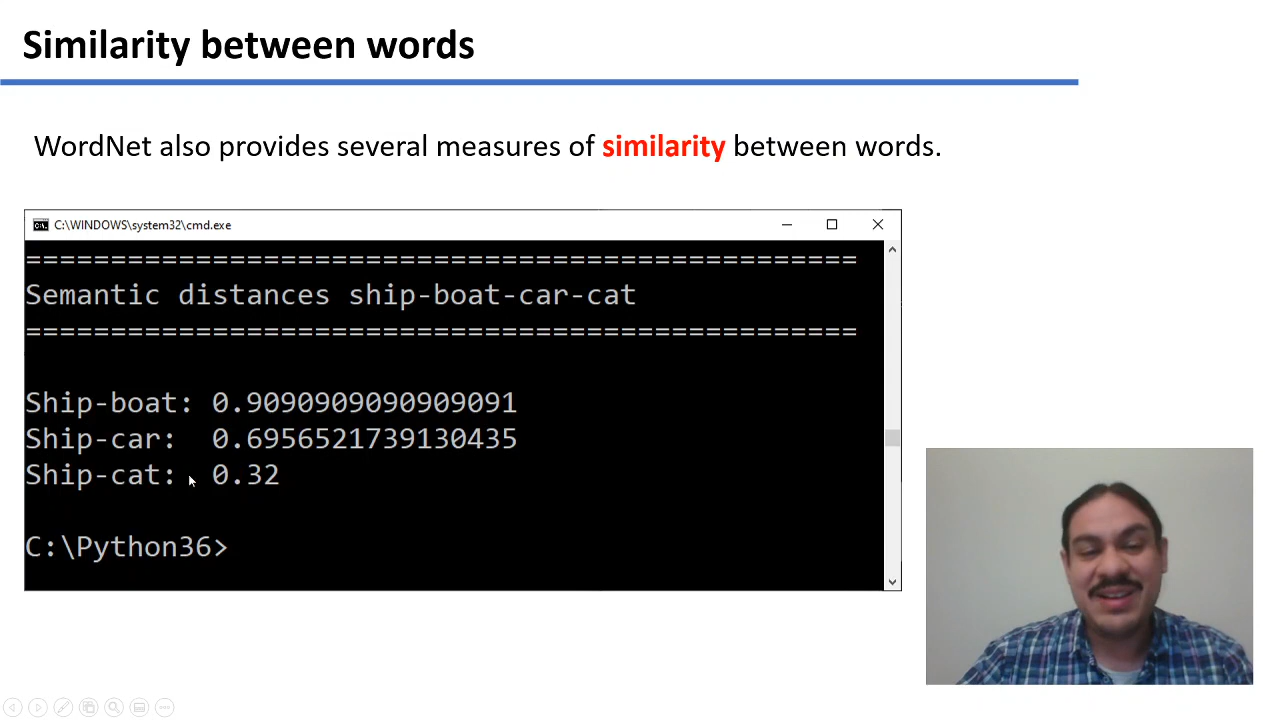 Similarity between words
WordNet also provides several measures of similarity between words.
C:\WINDOWS\system32\cmd.exe
=================================================
Semantic distances ship-boat-car-cat
=================================================
Ship-boat: 0.9090909090909091
Ship-car:  0.6956521739130435
Ship-cat:  0.32
C:\Python36>